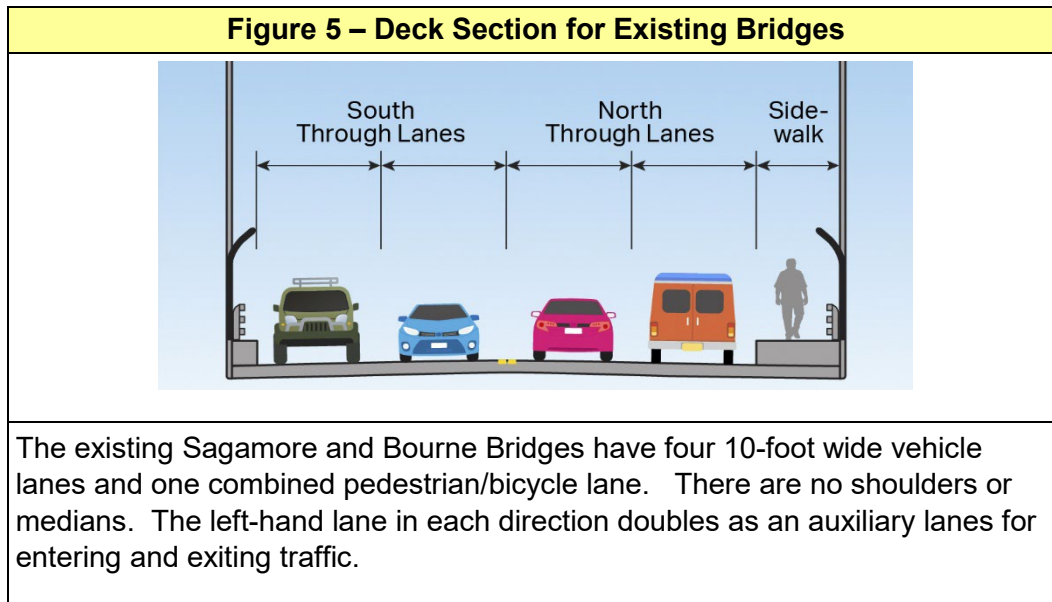 Figure 5 – Deck Section for Existing Bridges
South
Through Lanes
North
Through Lanes
Side-
walk
The existing Sagamore and Bourne Bridges have four 10-foot wide vehicle
lanes and one combined pedestrian/bicycle lane.   There are no shoulders or
medians.  The left-hand lane in each direction doubles as an auxiliary lanes for
entering and exiting traffic.